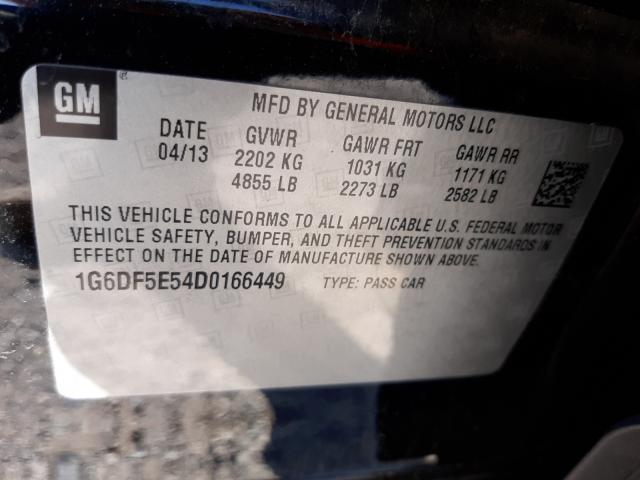 GM
MFD BY GENERAL MOTORS LLC
DATE GVWR GAWR FRT GAWR RR
04/13 2202 KG 1031 KG 1171 KG
4855 LB 2273 LB 2582 LB
THIS VEHICLE CONFORMS TO ALL APPLICABLE U.S. FEDERAL MOTOR
VEHICLE SAFETY, BUMPER, AND THEFT PREVENTION STANDARDS IN
EFFECT ON THE DATE OF MANUFACTURE SHOWN ABOVE.
1G6DF5E54D0166449 TYPE: PASS CAR